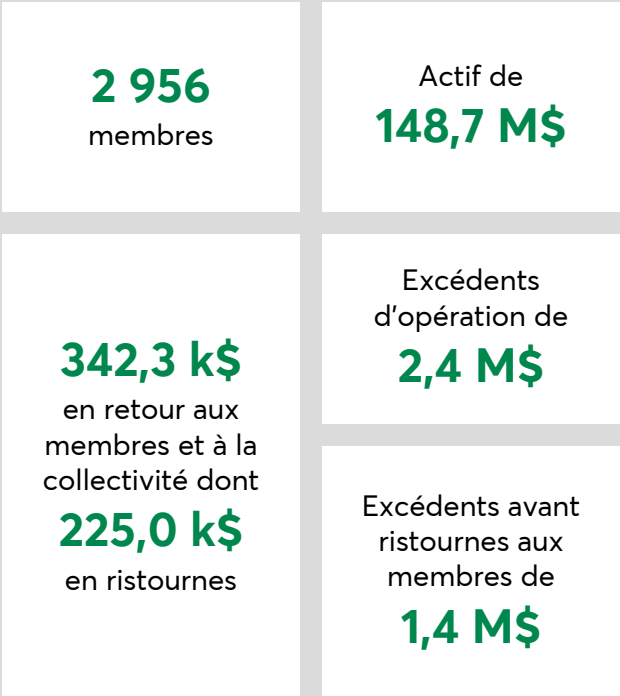 2 956
membres
Actif de
148,7 M$
342,3 k$
en retour aux
membres et à la
collectivité dont
225,0 k$
en ristournes
Excédents
d'opération de
2,4 M$
Excédents avant
ristournes aux
membres de
1,4 M$